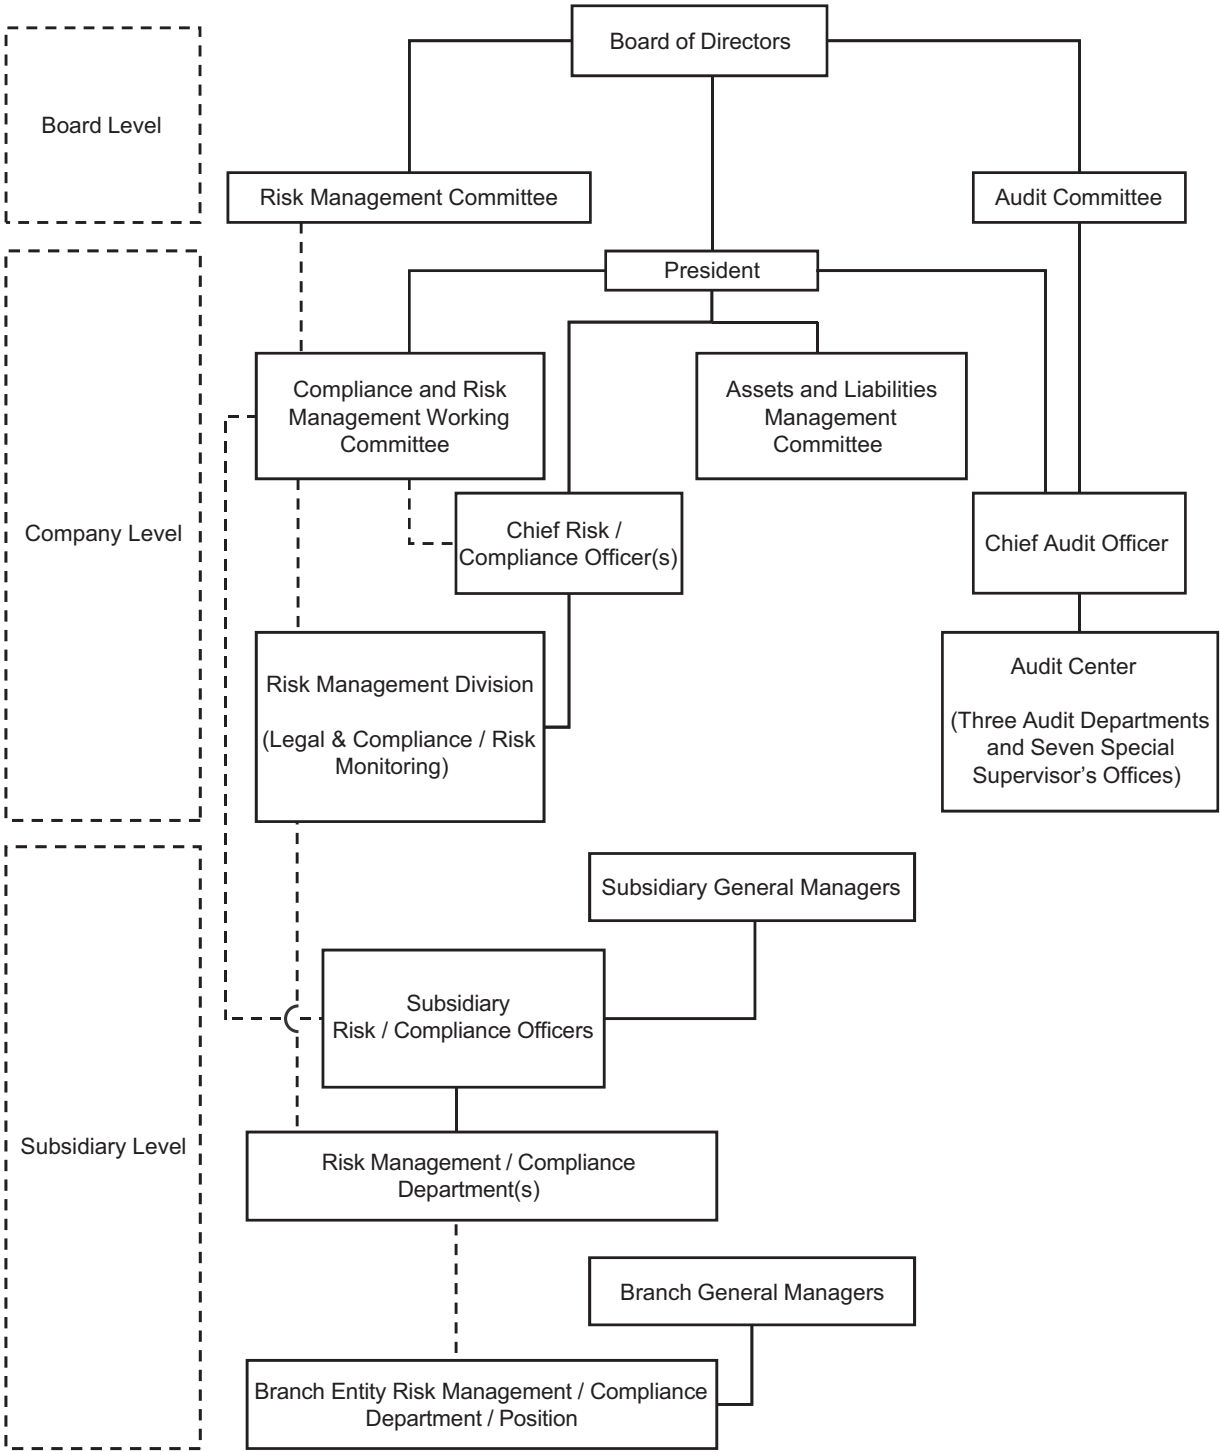 Board of Directors
Board Level
Risk Management Committee
Audit Committee
President
Compliance and Risk
Management Working
Committee
Assets and Liabilities
Management
Committee
Company Level
Chief Risk /
Compliance Officer(s)
Chief Audit Officer
Risk Management Division
(Legal & Compliance / Risk
Monitoring)
Audit Center
(Three Audit Departments
and Seven Special
Supervisor’s Offices)
Subsidiary General Managers
Subsidiary
Risk / Compliance Officers
Subsidiary Level
Risk Management / Compliance
Department(s)
Branch General Managers
Branch Entity Risk Management / Compliance
Department / Position